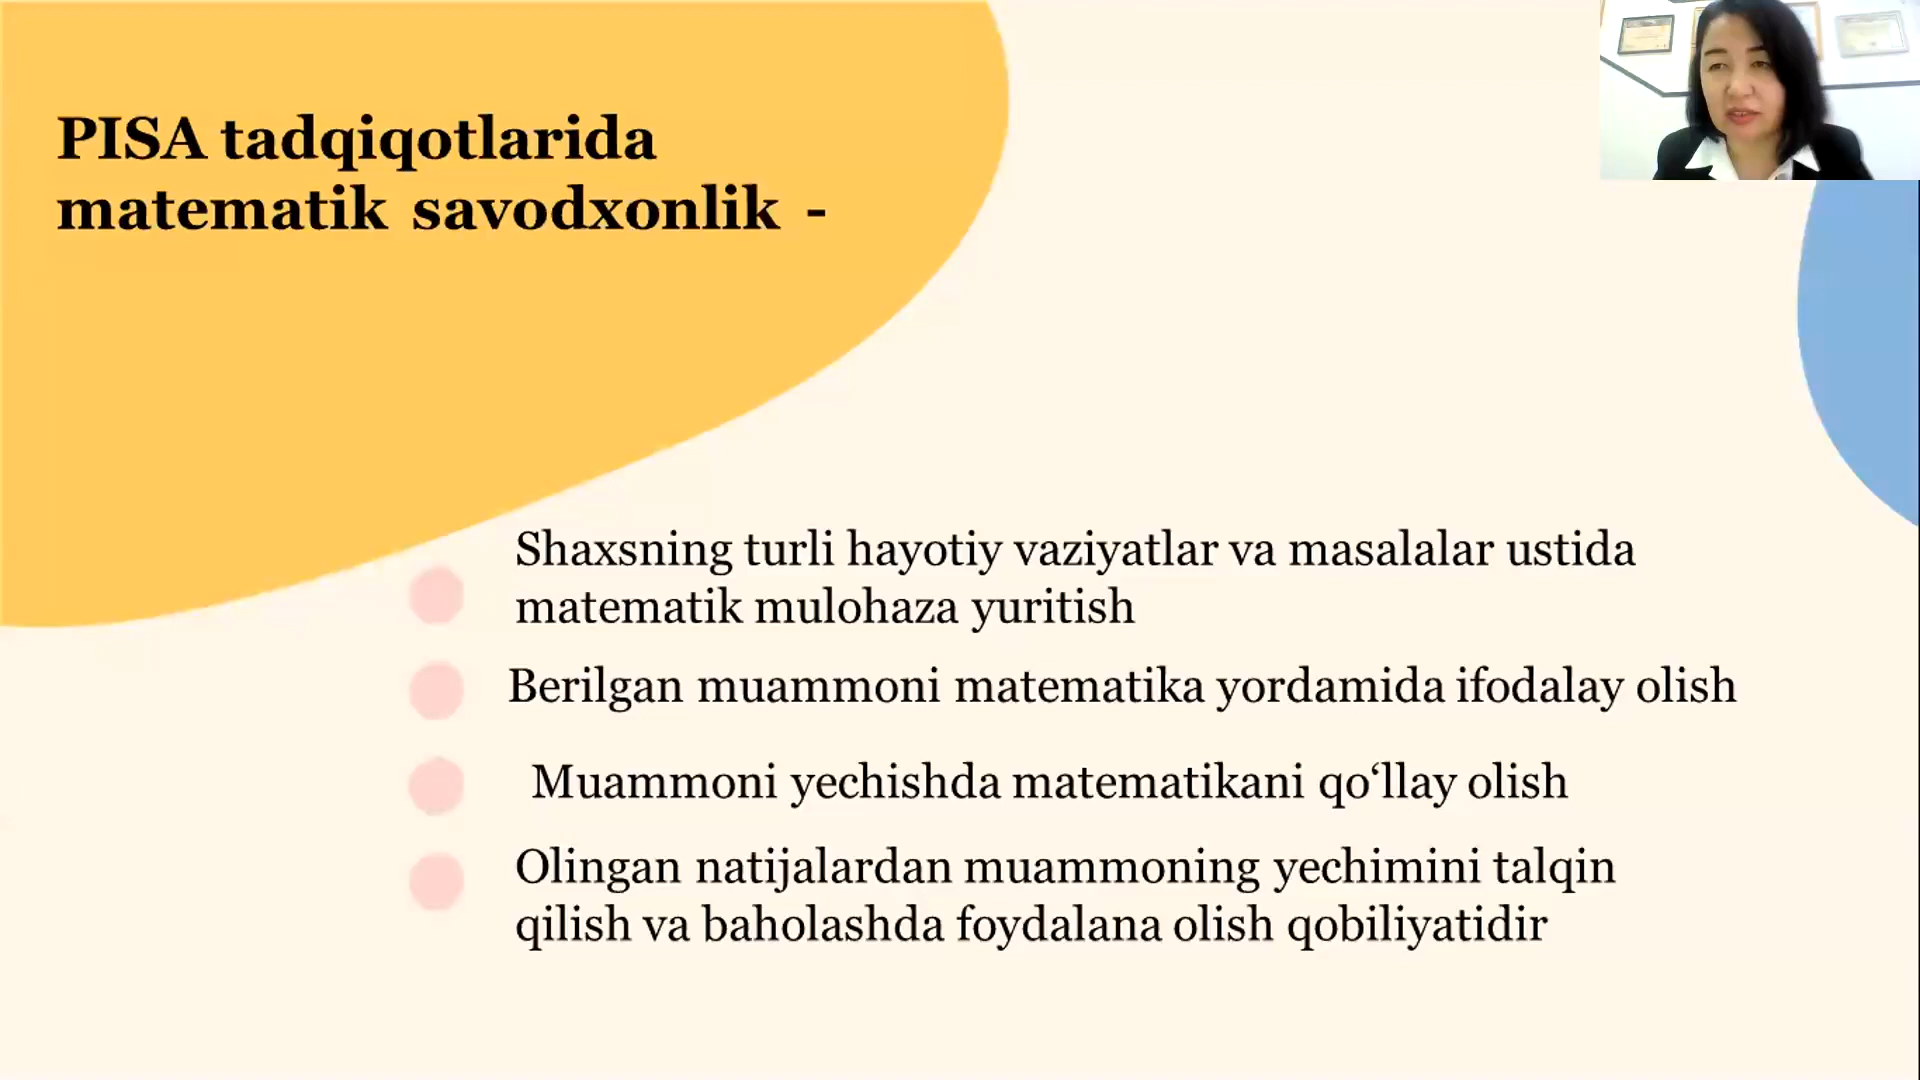 PISA tadqiqotlarida
matematik savodxonlik -
Shaxsning turli hayotiy vaziyatlar va masalalar ustida
matematik mulohaza yuritish
Berilgan muammoni matematika yordamida ifodalay olish
Muammoni yechishda matematikani qo‘llay olish
Olingan natijalardan muammoning yechimini talqin
qilish va baholashda foydalana olish qobiliyatidir